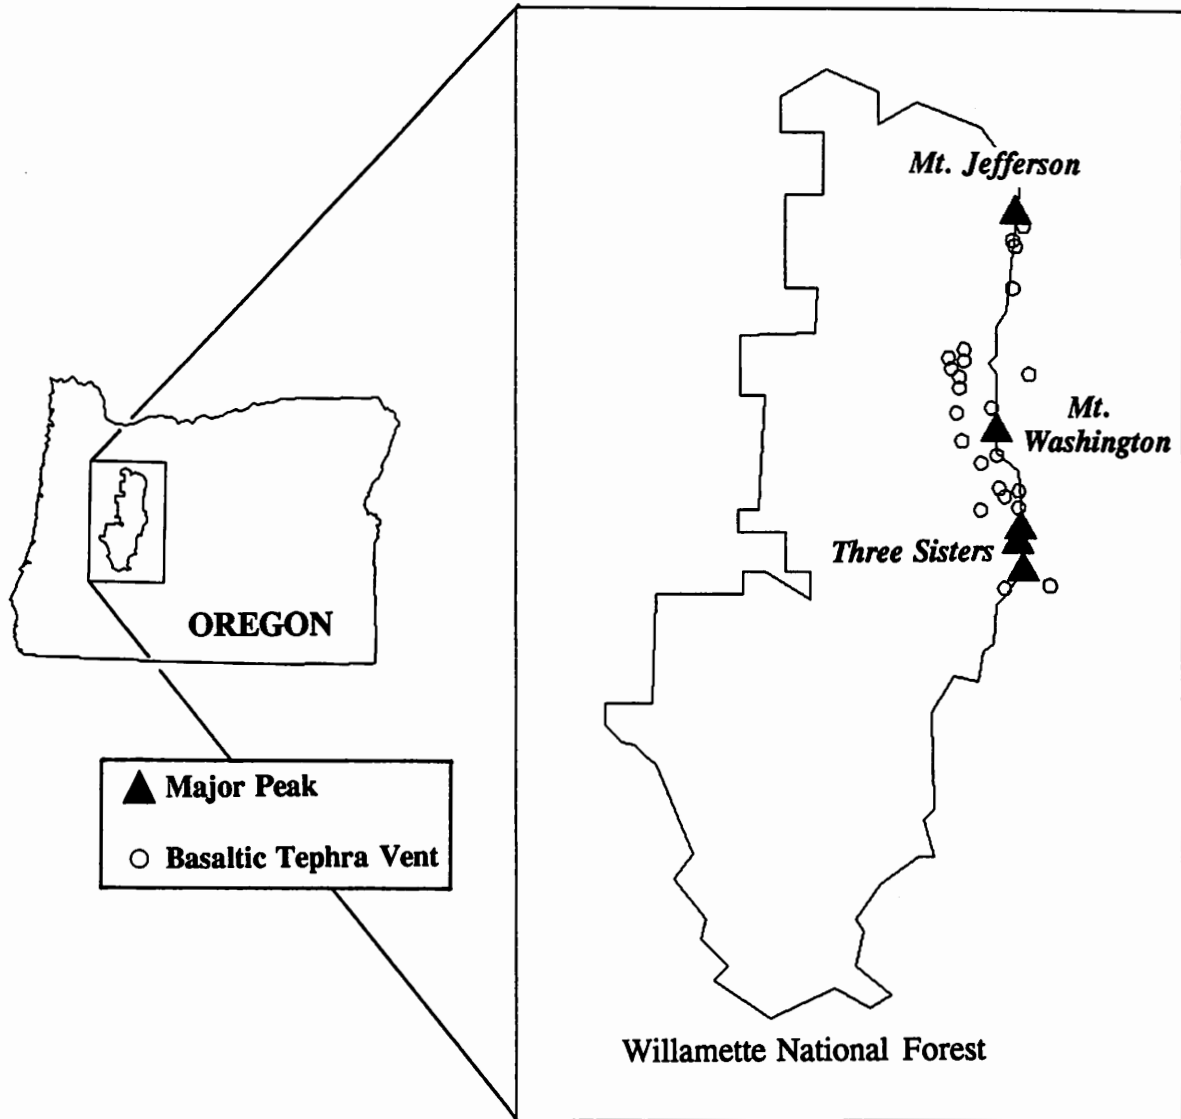 Mt. Jefferson
Mt.
Washington
Three Sisters
OREGON
Major Peak
Basaltic Tephra Vent
Willamette National Forest